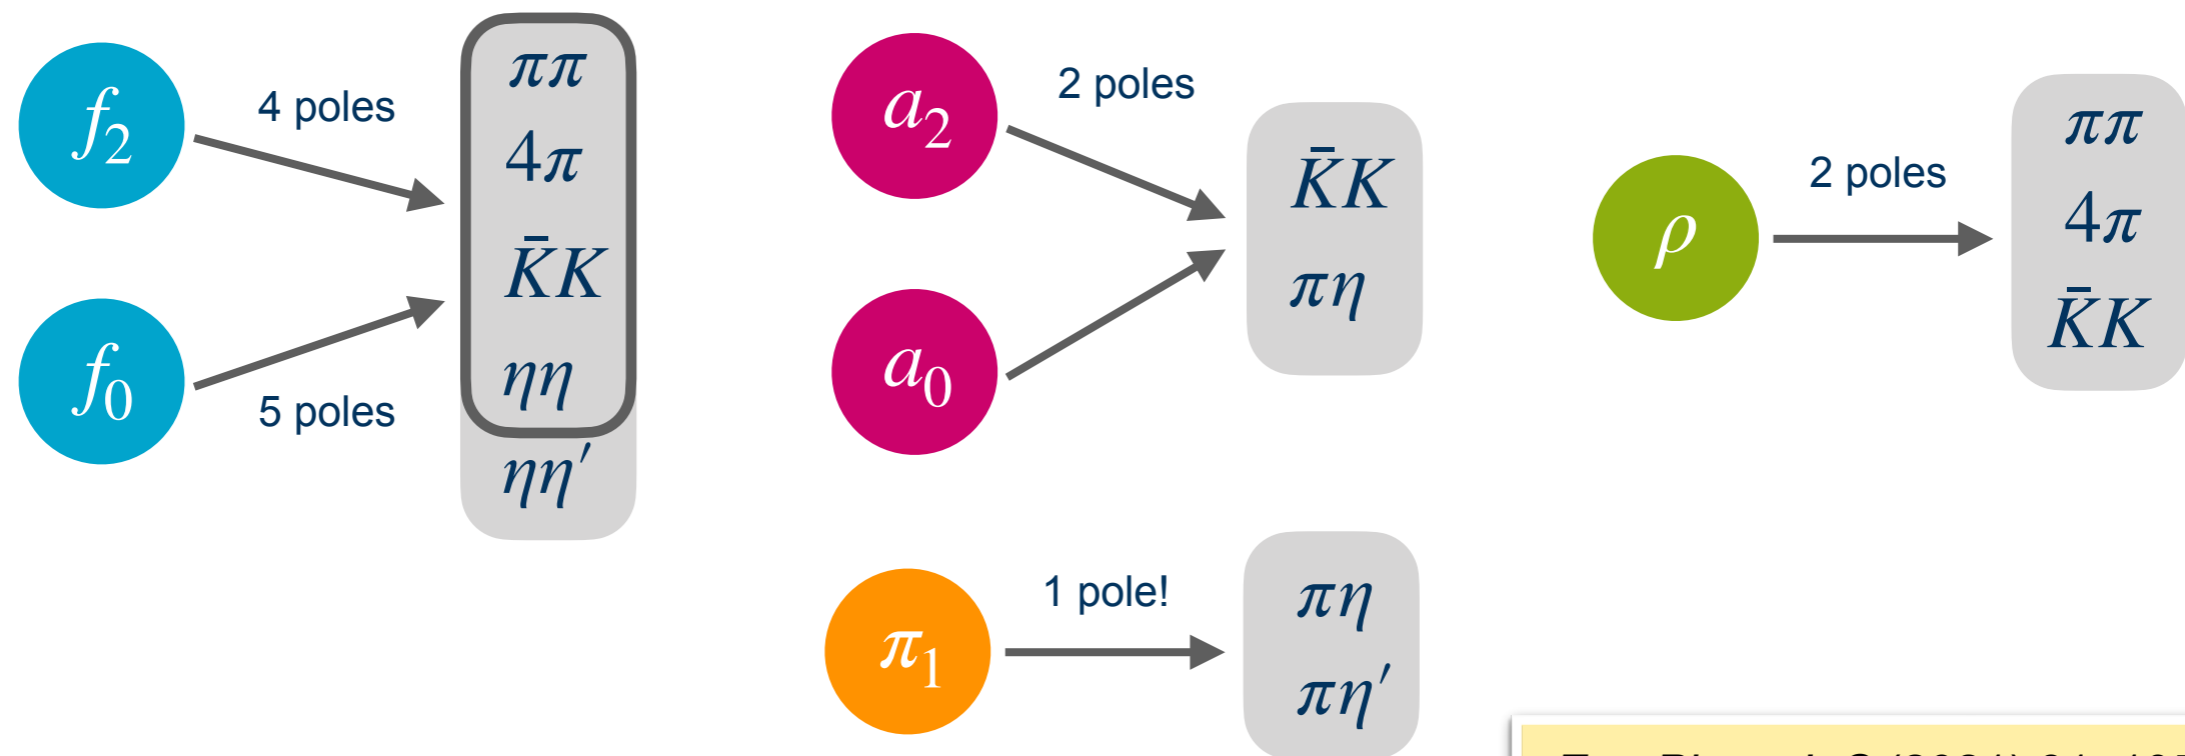 f₂
4 poles
f₀
5 poles
ππ
4π
K̄K
ηη
ηη′
a₂
2 poles
a₀
K̄K
πη
π₁
1 pole!
πη
πη′
ρ
2 poles
ππ
4π
K̄K